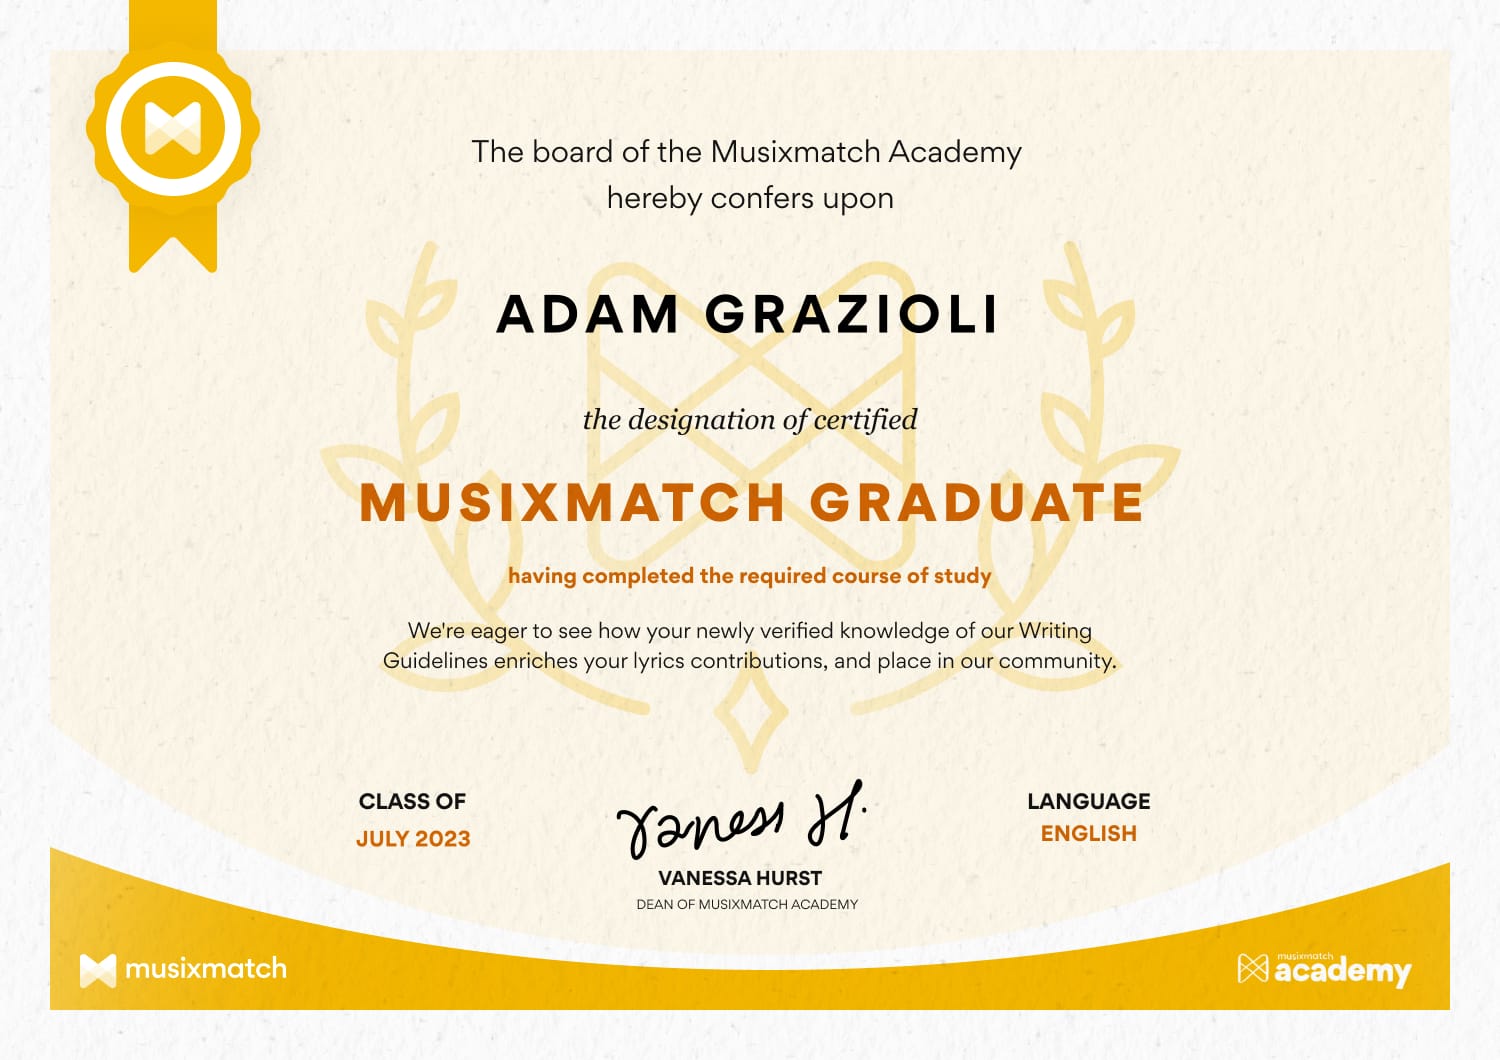 The board of the Musixmatch Academy
hereby confers upon
ADAM GRAZIOLI
the designation of certified
MUSIXMATCH GRADUATE
having completed the required course of study
We're eager to see how your newly verified knowledge of our Writing
Guidelines enriches your lyrics contributions, and place in our community.
CLASS OF
JULY 2023
Vaness H.
VANESSA HURST
DEAN OF MUSIXMATCH ACADEMY
LANGUAGE
ENGLISH
musixmatch
musixmatch
academy